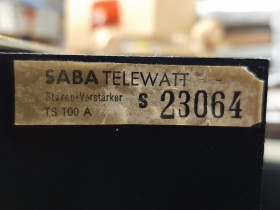 SABA TELEWATT
Stereo-Verstärker S 23064
TS 100 A